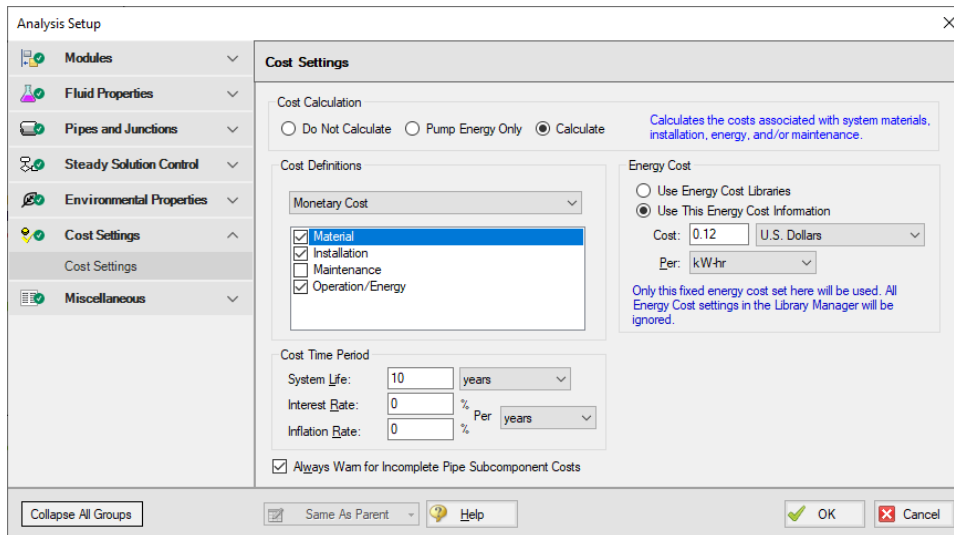 Analysis Setup
Modules
Fluid Properties
Pipes and Junctions
Steady Solution Control
Environmental Properties
Cost Settings
Cost Settings
Miscellaneous
Cost Settings
Cost Calculation
Do Not Calculate
Pump Energy Only
Calculate
Calculates the costs associated with system materials,
installation, energy, and/or maintenance.
Cost Definitions
Monetary Cost
Material
Installation
Maintenance
Operation/Energy
Energy Cost
Use Energy Cost Libraries
Use This Energy Cost Information
Cost: 0.12 U.S. Dollars
Per: kW-hr
Only this fixed energy cost set here will be used. All
Energy Cost settings in the Library Manager will be
ignored.
Cost Time Period
System Life: 10 years
Interest Rate: 0 %
Per years
Inflation Rate: 0 %
Always Warn for Incomplete Pipe Subcomponent Costs
Collapse All Groups
Same As Parent
Help
OK
Cancel